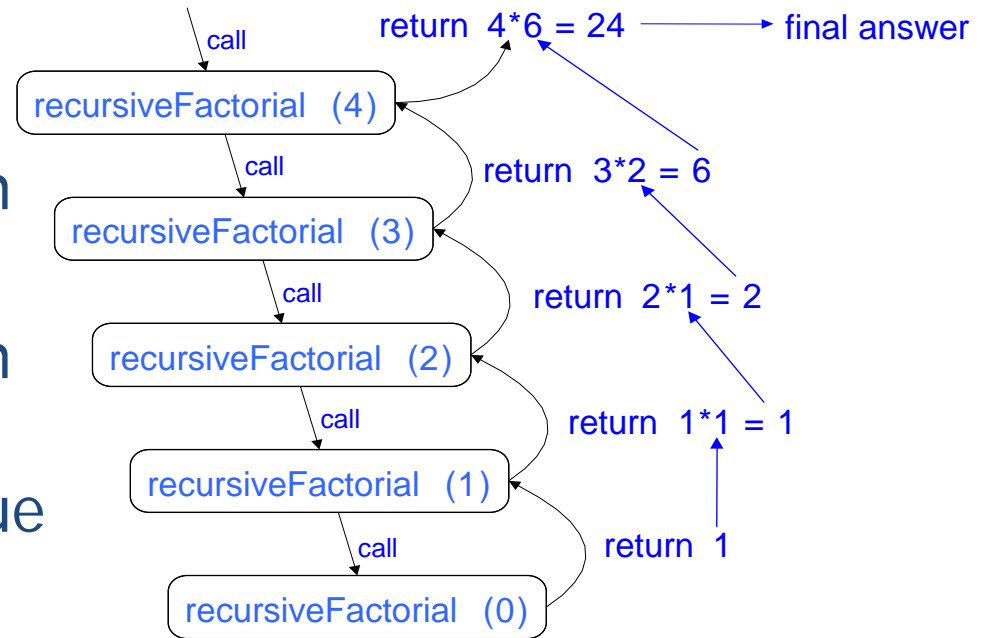 return 4*6 = 24
final answer
call
recursiveFactorial (4)
call
return 3*2 = 6
recursiveFactorial (3)
call
return 2*1 = 2
recursiveFactorial (2)
call
return 1*1 = 1
recursiveFactorial (1)
call
return 1
recursiveFactorial (0)